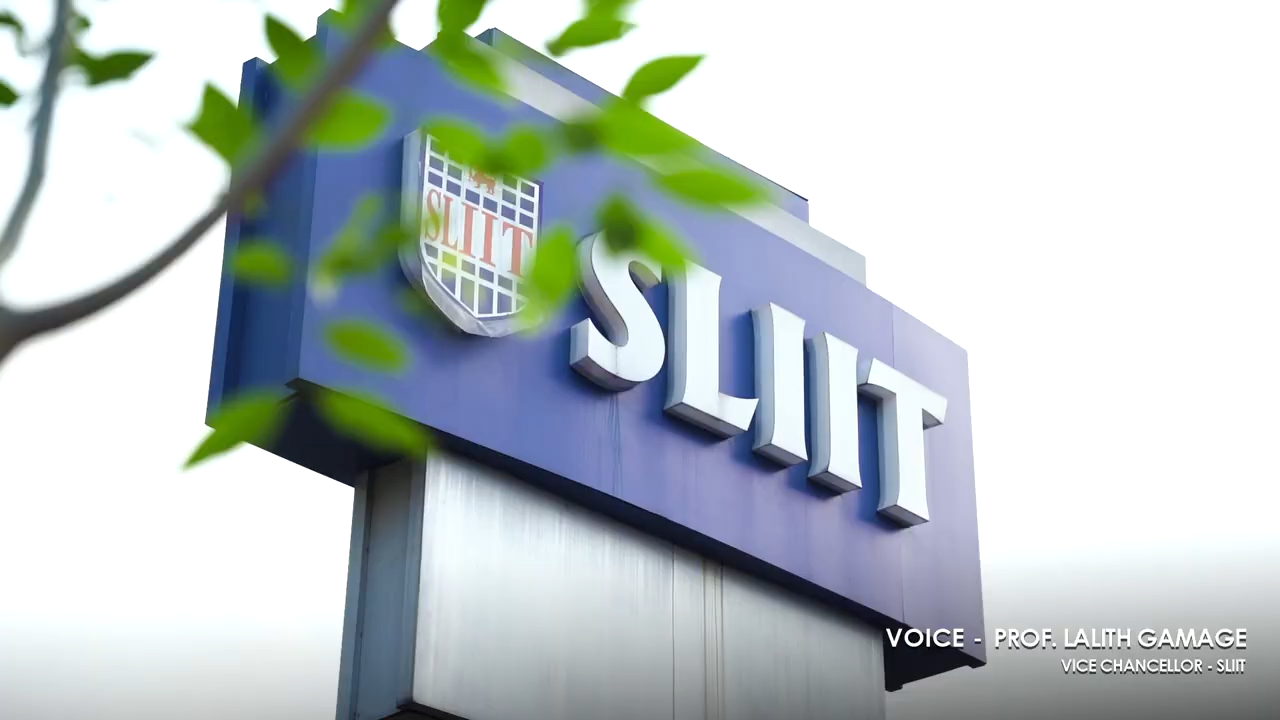 SLIIT
SLIIT
VOICE - PROF. LALITH GAMAGE
VICE CHANCELLOR - SLIIT